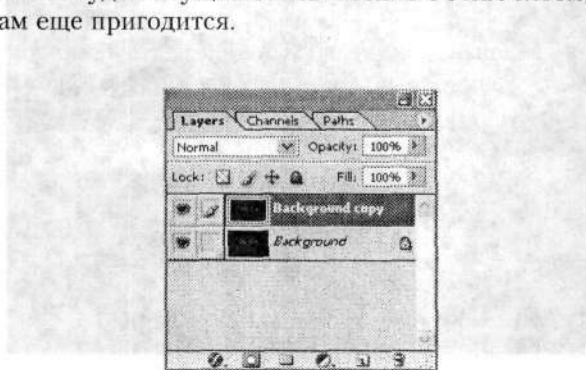 ам еще пригодится.
Layers Channels Paths
Normal Opacity: 100%
Lock: Fill: 100%
Background copy
Background